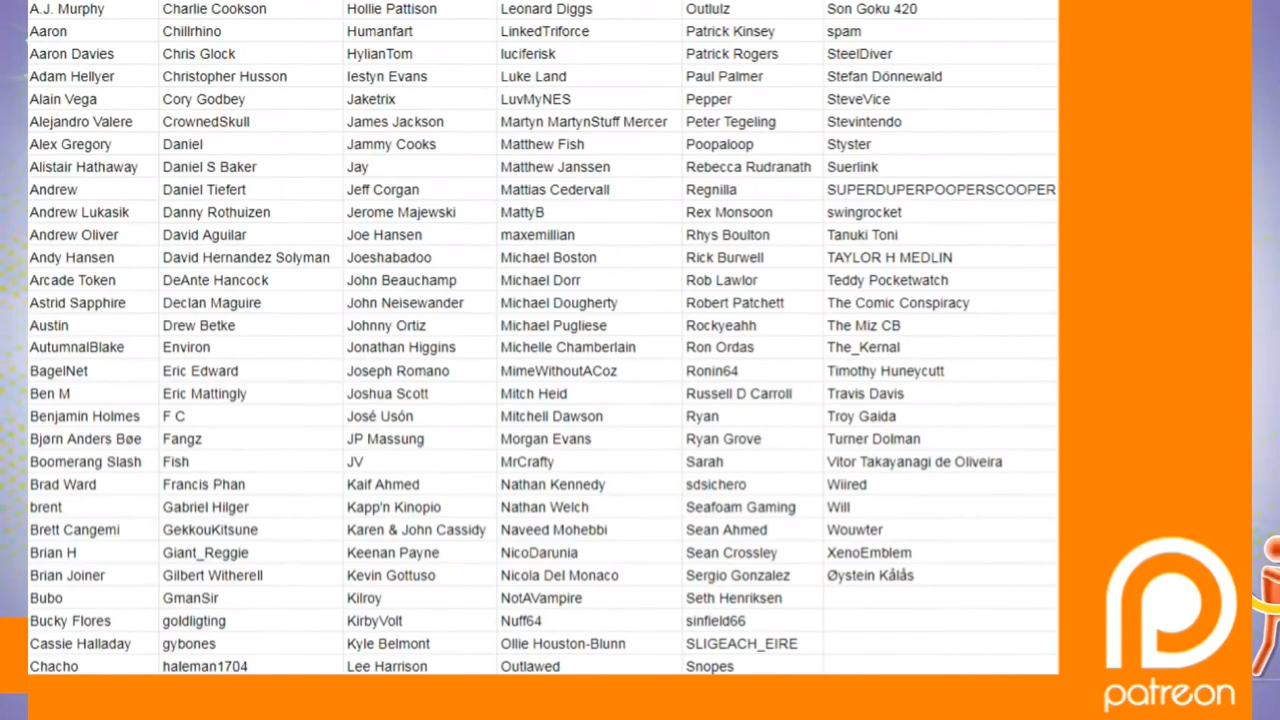 A.J. Murphy Charlie Cookson Hollie Pattison Leonard Diggs Outlulz Son Goku 420
Aaron Chillrhino Humanfart LinkedTriforce Patrick Kinsey spam
Aaron Davies Chris Glock HylianTom luciferisk Patrick Rogers SteelDiver
Adam Hellyer Christopher Husson Iestyn Evans Luke Land Paul Palmer Stefan Dönnewald
Alain Vega Cory Godbey Jaketrix LuvMyNES Pepper SteveVice
Alejandro Valere CrownedSkull James Jackson Martyn MartynStuff Mercer Peter Tegeling Stevintendo
Alex Gregory Daniel Jammy Cooks Matthew Fish Poopaloop Styster
Alistair Hathaway Daniel S Baker Jay Matthew Janssen Rebecca Rudranath Suerlink
Andrew Daniel Tiefert Jeff Corgan Mattias Cedervall Regnilla SUPERDUPERPOOPERSCOOPER
Andrew Lukasik Danny Rothuizen Jerome Majewski MattyB Rex Monsoon swingrocket
Andrew Oliver David Aguilar Joe Hansen maxemillian Rhys Boulton Tanuki Toni
Andy Hansen David Hernandez Solyman Joeshabadoo Michael Boston Rick Burwell TAYLOR H MEDLIN
Arcade Token DeAnte Hancock John Beauchamp Michael Dorr Rob Lawlor Teddy Pocketwatch
Astrid Sapphire Declan Maguire John Neisewander Michael Dougherty Robert Patchett The Comic Conspiracy
Austin Drew Betke Johnny Ortiz Michael Pugliese Rockyeahh The Miz CB
AutumnalBlake Environ Jonathan Higgins Michelle Chamberlain Ron Ordas The_Kernal
BagelNet Eric Edward Joseph Romano MimeWithoutACoz Ronin64 Timothy Huneycutt
Ben M Eric Mattingly Joshua Scott Mitch Heid Russell D Carroll Travis Davis
Benjamin Holmes F C José Usón Mitchell Dawson Ryan Troy Gaida
Bjørn Anders Bøe Fangz JP Massung Morgan Evans Ryan Grove Turner Dolman
Boomerang Slash Fish JV MrCrafty Sarah Vitor Takayanagi de Oliveira
Brad Ward Francis Phan Kaif Ahmed Nathan Kennedy sdsichero Wiired
brent Gabriel Hilger Kapp'n Kinopio Nathan Welch Seafoam Gaming Will
Brett Cangemi GekkouKitsune Karen & John Cassidy Naveed Mohebbi Sean Ahmed Wouwter
Brian H Giant_Reggie Keenan Payne NicoDarunia Sean Crossley XenoEmblem
Brian Joiner Gilbert Witherell Kevin Gottuso Nicola Del Monaco Sergio Gonzalez Øystein Kålås
Bubo GmanSir Kilroy NotAVampire Seth Henriksen
Bucky Flores goldligting KirbyVolt Nuff64 sinfield66
Cassie Halladay gybones Kyle Belmont Ollie Houston-Blunn SLIGEACH_EIRE
Chacho haleman1704 Lee Harrison Outlawed Snopes
patreon